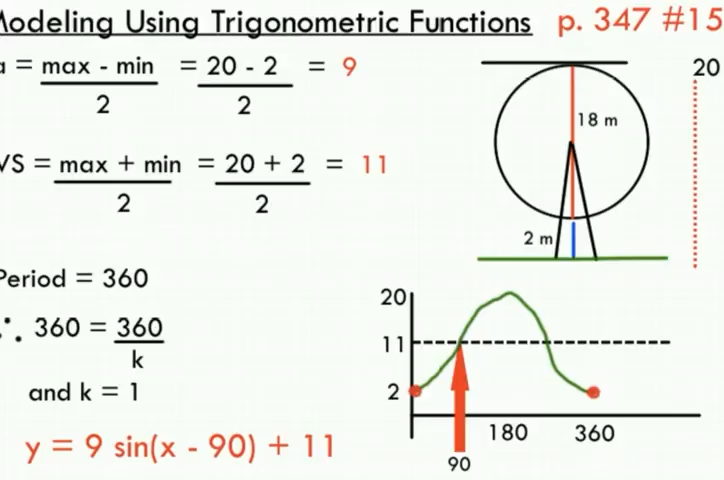 Modeling Using Trigonometric Functions p. 347 #15
a = max - min = 20 - 2 = 9
2 2
VS = max + min = 20 + 2 = 11
2 2
Period = 360
∴ 360 = 360
k
and k = 1
y = 9 sin(x - 90) + 11
20
18 m
2 m
20
11
2
180 360
90